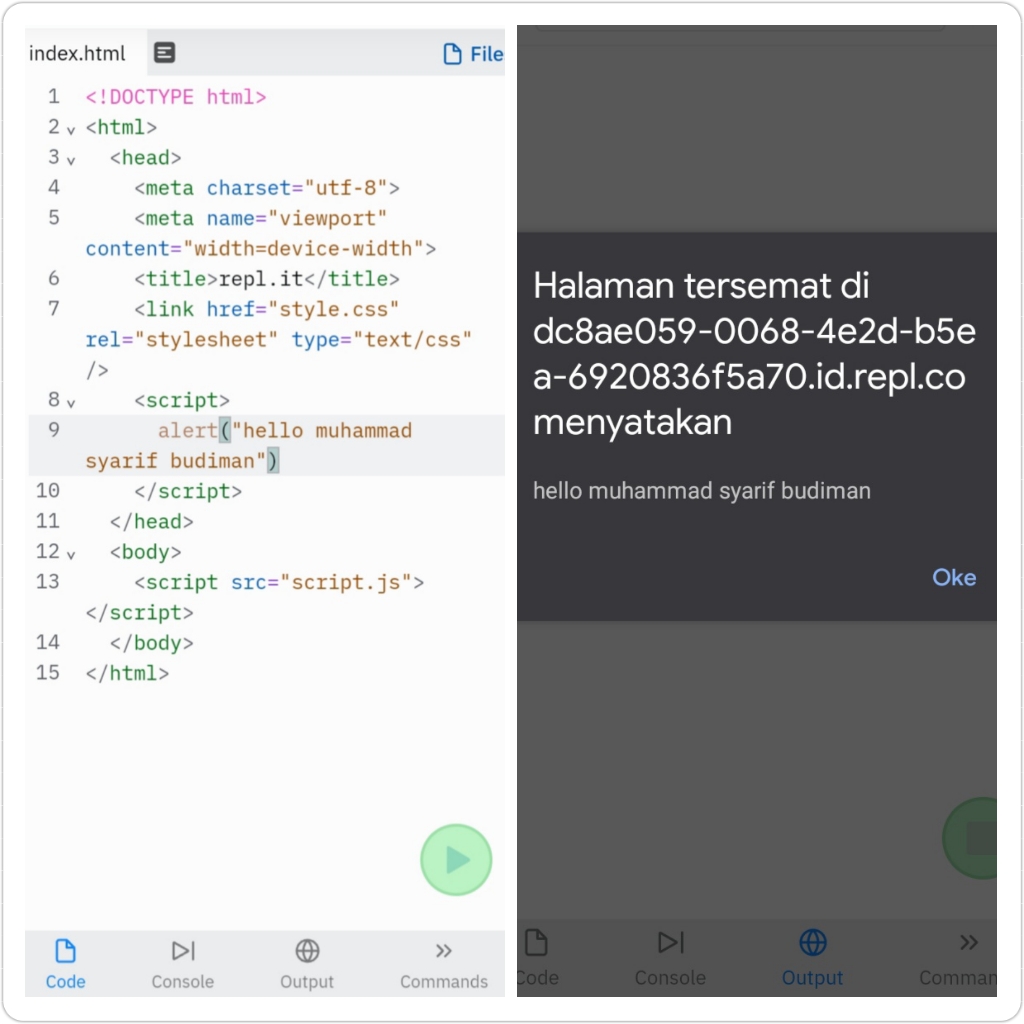 index.html
File
1 <!DOCTYPE html>
2 <html>
3 <head>
4 <meta charset="utf-8">
5 <meta name="viewport"
content="width=device-width">
6 <title>repl.it</title>
7 <link href="style.css"
rel="stylesheet" type="text/css"
/>
8 <script>
9 alert("hello muhammad
syarif budiman")
10 </script>
11 </head>
12 <body>
13 <script src="script.js">
</script>
14 </body>
15 </html>
Code Console Output Commands
Halaman tersemat di
dc8ae059-0068-4e2d-b5e
a-6920836f5a70.id.repl.co
menyatakan
hello muhammad syarif budiman
Oke
Code Console Output Comman